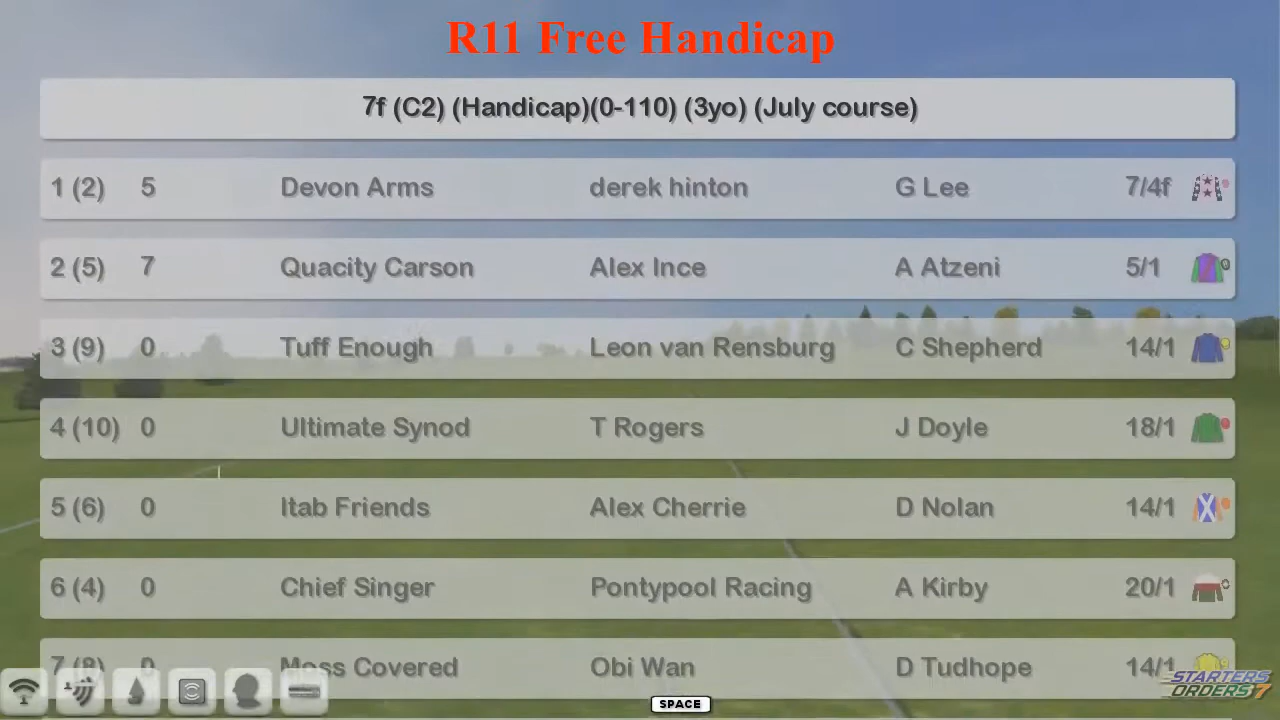 R11 Free Handicap
7f (C2) (Handicap)(0-110) (3yo) (July course)
1 (2) 5 Devon Arms derek hinton G Lee 7/4f
2 (5) 7 Quacity Carson Alex Ince A Atzeni 5/1
3 (9) 0 Tuff Enough Leon van Rensburg C Shepherd 14/1
4 (10) 0 Ultimate Synod T Rogers J Doyle 18/1
5 (6) 0 Itab Friends Alex Cherrie D Nolan 14/1
6 (4) 0 Chief Singer Pontypool Racing A Kirby 20/1
7 (8) 0 Moss Covered Obi Wan D Tudhope 14/1
STARTERS ORDERS 7
SPACE